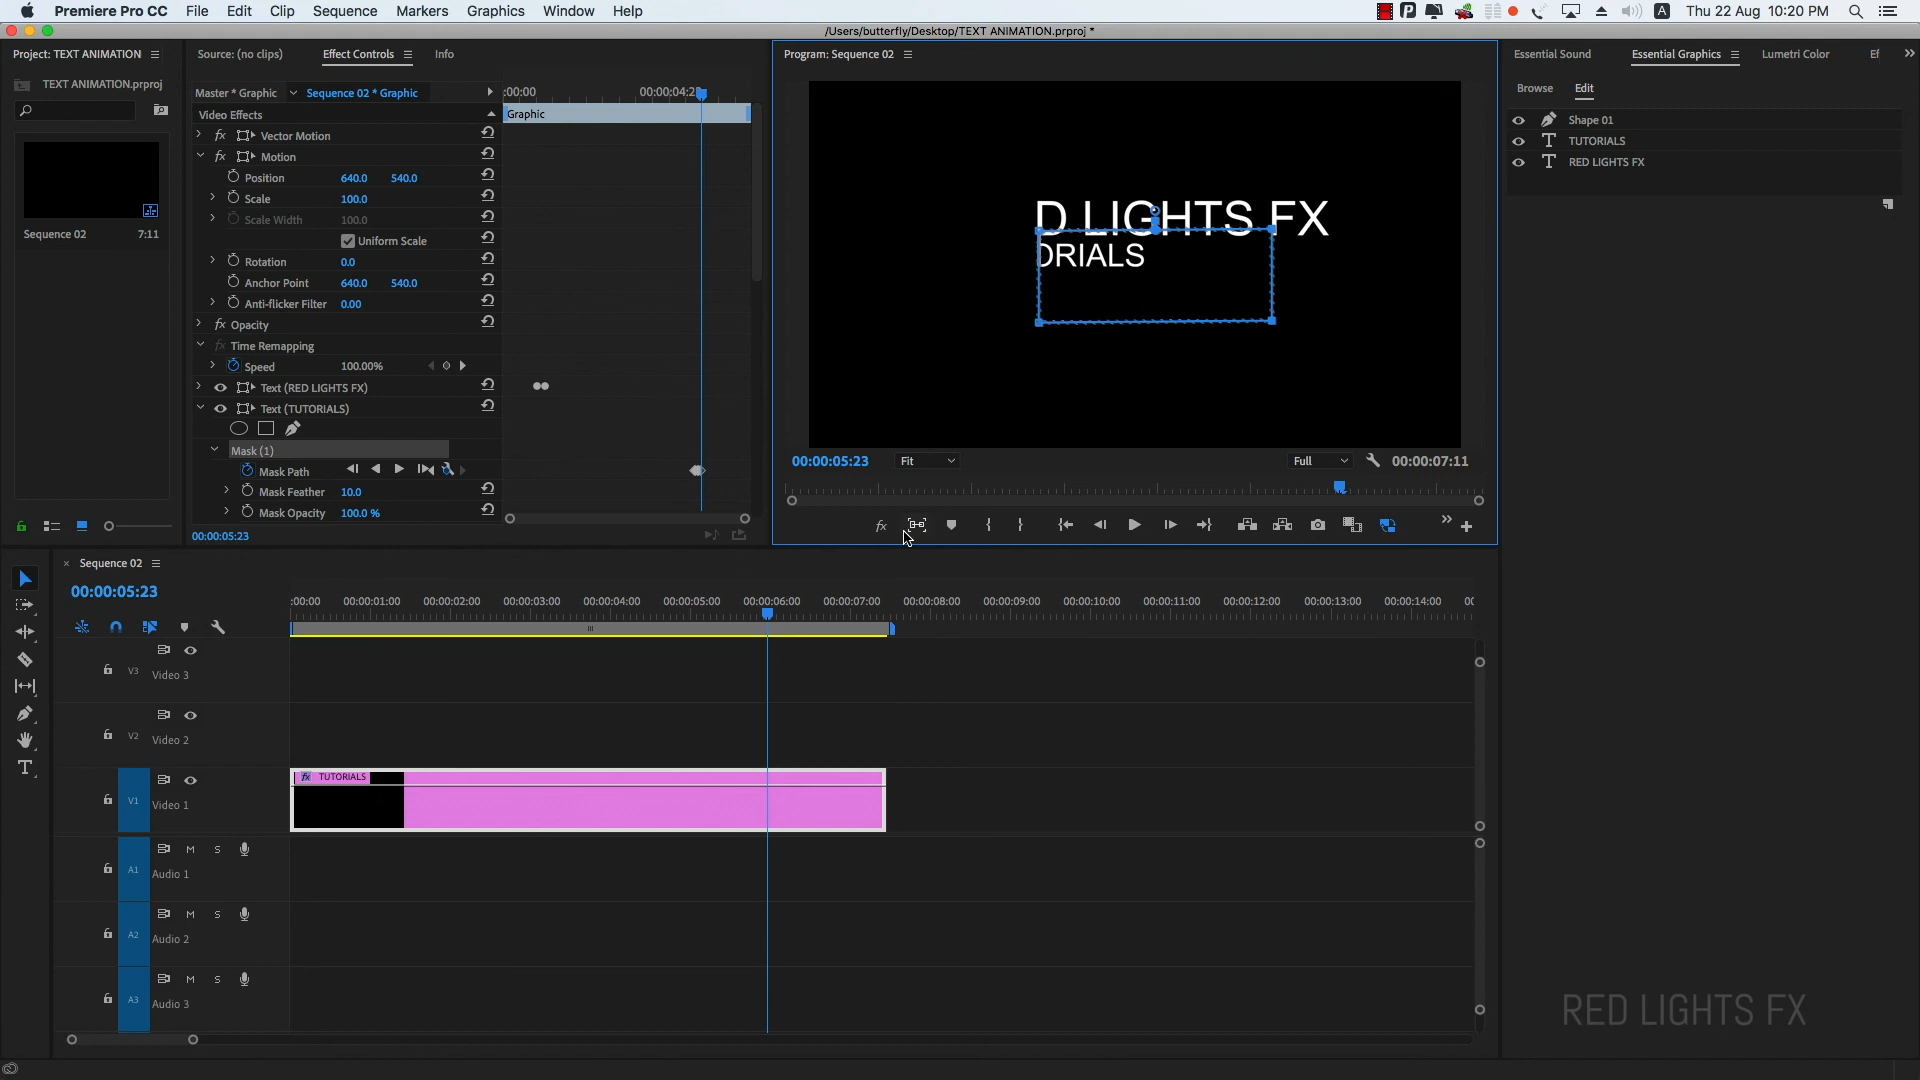 Premiere Pro CC File Edit Clip Sequence Markers Graphics Window Help
A Thu 22 Aug 10:20 PM
/Users/butterfly/Desktop/TEXT ANIMATION.prproj *
Project: TEXT ANIMATION
TEXT ANIMATION.prproj
Sequence 02 7:11
Source: (no clips) Effect Controls Info
Master * Graphic Sequence 02 * Graphic
:00:00 00:00:04:2
Video Effects
Graphic
fx Vector Motion
fx Motion
Position 640.0 540.0
Scale 100.0
Scale Width 100.0
Uniform Scale
Rotation 0.0
Anchor Point 640.0 540.0
Anti-flicker Filter 0.00
fx Opacity
fx Time Remapping
Speed 100.00%
Text (RED LIGHTS FX)
Text (TUTORIALS)
Mask (1)
Mask Path
Mask Feather 10.0
Mask Opacity 100.0 %
00:00:05:23
Program: Sequence 02
D LIGHTS FX
ORIALS
00:00:05:23 Fit Full 00:00:07:11
fx
Essential Sound Essential Graphics Lumetri Color Ef
Browse Edit
Shape 01
T TUTORIALS
T RED LIGHTS FX
Sequence 02
00:00:05:23
:00:00 00:00:01:00 00:00:02:00 00:00:03:00 00:00:04:00 00:00:05:00 00:00:06:00 00:00:07:00 00:00:08:00 00:00:09:00 00:00:10:00 00:00:11:00 00:00:12:00 00:00:13:00 00:00:14:00
V3 Video 3
V2 Video 2
V1 Video 1
fx TUTORIALS
M S
A1 Audio 1
M S
A2 Audio 2
M S
A3 Audio 3
T
RED LIGHTS FX